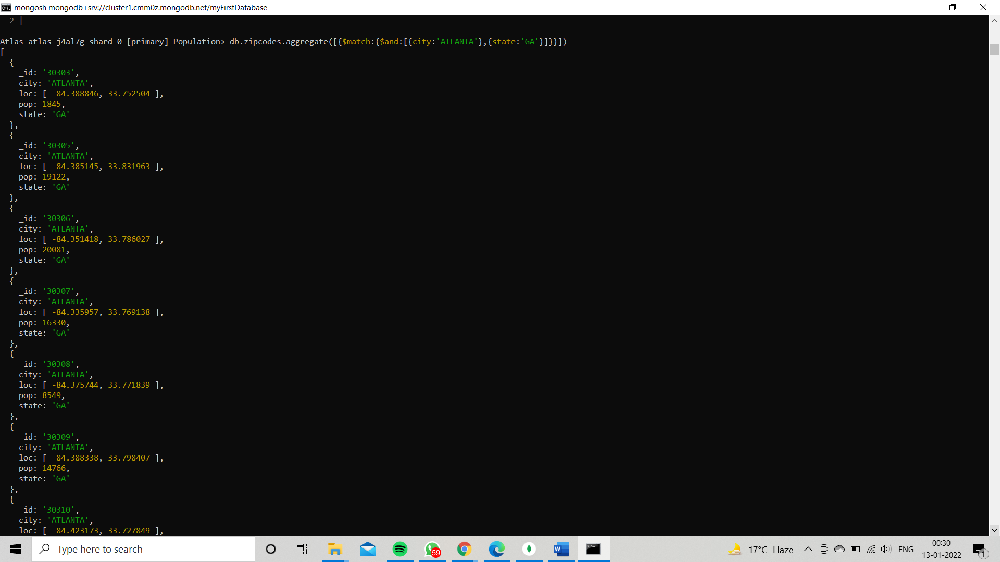 mongosh mongodb+srv://cluster1.cmm0z.mongodb.net/myFirstDatabase
2 |
Atlas atlas-j4al7g-shard-0 [primary] Population> db.zipcodes.aggregate([{$match:{$and:[{city:'ATLANTA'},{state:'GA'}]}}])
[
  {
    _id: '30303',
    city: 'ATLANTA',
    loc: [ -84.388846, 33.752504 ],
    pop: 1845,
    state: 'GA'
  },
  {
    _id: '30305',
    city: 'ATLANTA',
    loc: [ -84.385145, 33.831963 ],
    pop: 19122,
    state: 'GA'
  },
  {
    _id: '30306',
    city: 'ATLANTA',
    loc: [ -84.351418, 33.786027 ],
    pop: 20081,
    state: 'GA'
  },
  {
    _id: '30307',
    city: 'ATLANTA',
    loc: [ -84.335957, 33.769138 ],
    pop: 16330,
    state: 'GA'
  },
  {
    _id: '30308',
    city: 'ATLANTA',
    loc: [ -84.375744, 33.771839 ],
    pop: 8549,
    state: 'GA'
  },
  {
    _id: '30309',
    city: 'ATLANTA',
    loc: [ -84.388338, 33.798407 ],
    pop: 14766,
    state: 'GA'
  },
  {
    _id: '30310',
    city: 'ATLANTA',
    loc: [ -84.423173, 33.727849 ],
Type here to search
59
17°C Haze
ENG
00:30
13-01-2022
1